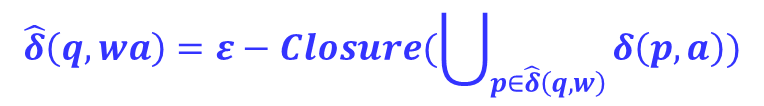 δ̂(q, wa) = ε − Closure(⋃_{p∈δ̂(q,w)} δ(p, a))